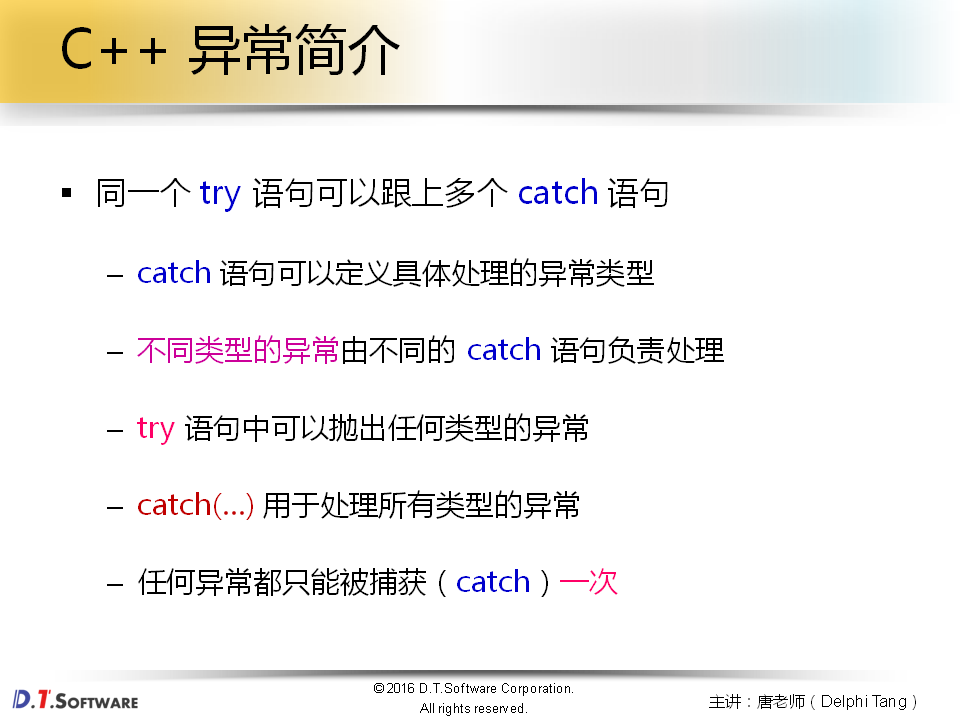 C++ 异常简介
▪ 同一个 try 语句可以跟上多个 catch 语句
– catch 语句可以定义具体处理的异常类型
– 不同类型的异常由不同的 catch 语句负责处理
– try 语句中可以抛出任何类型的异常
– catch(…) 用于处理所有类型的异常
– 任何异常都只能被捕获（catch）一次
D.T.SOFTWARE
©2016 D.T.Software Corporation.
All rights reserved.
主讲：唐老师（Delphi Tang）